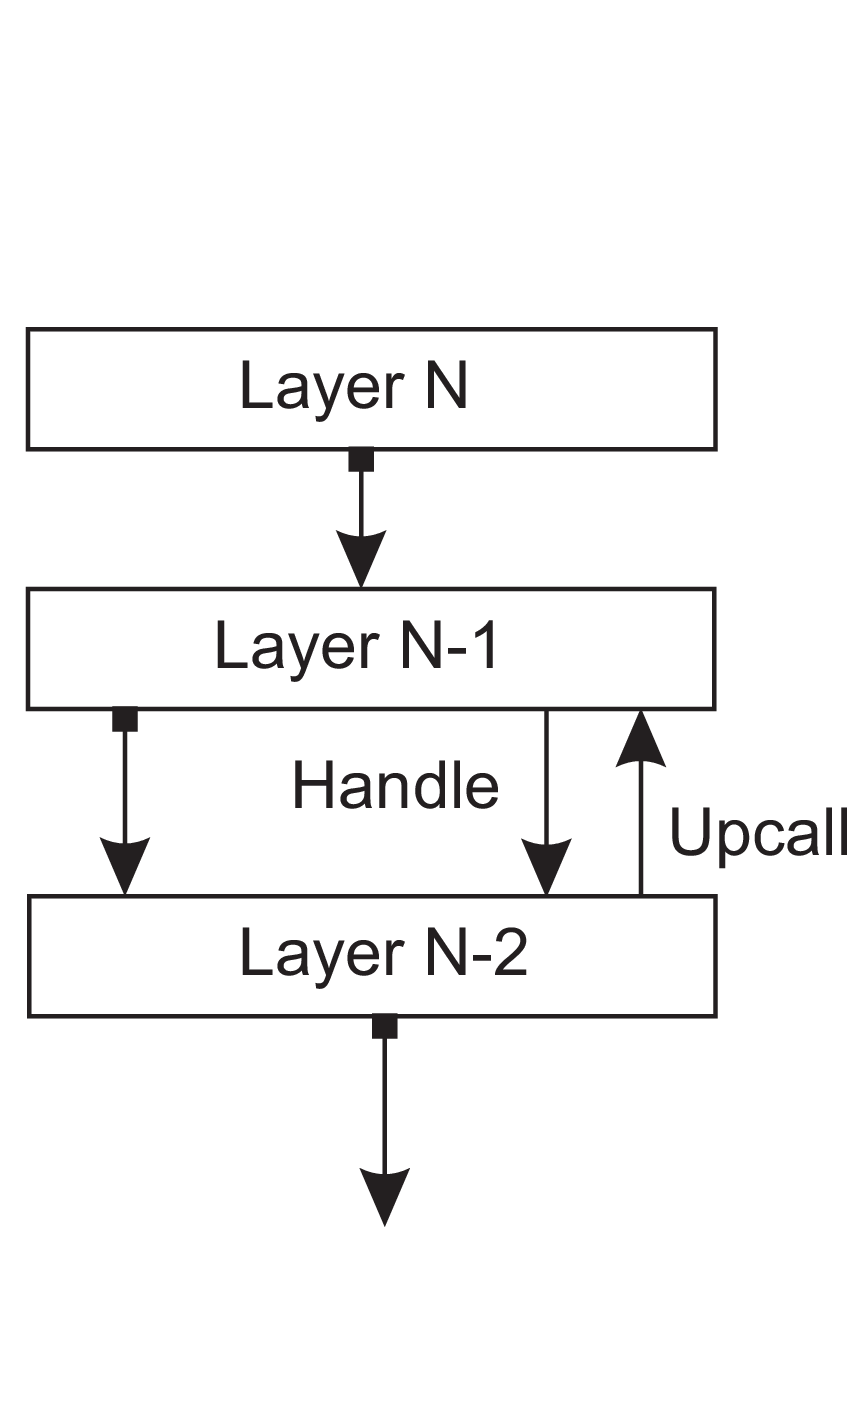 Layer N
Layer N-1
Handle
Upcall
Layer N-2